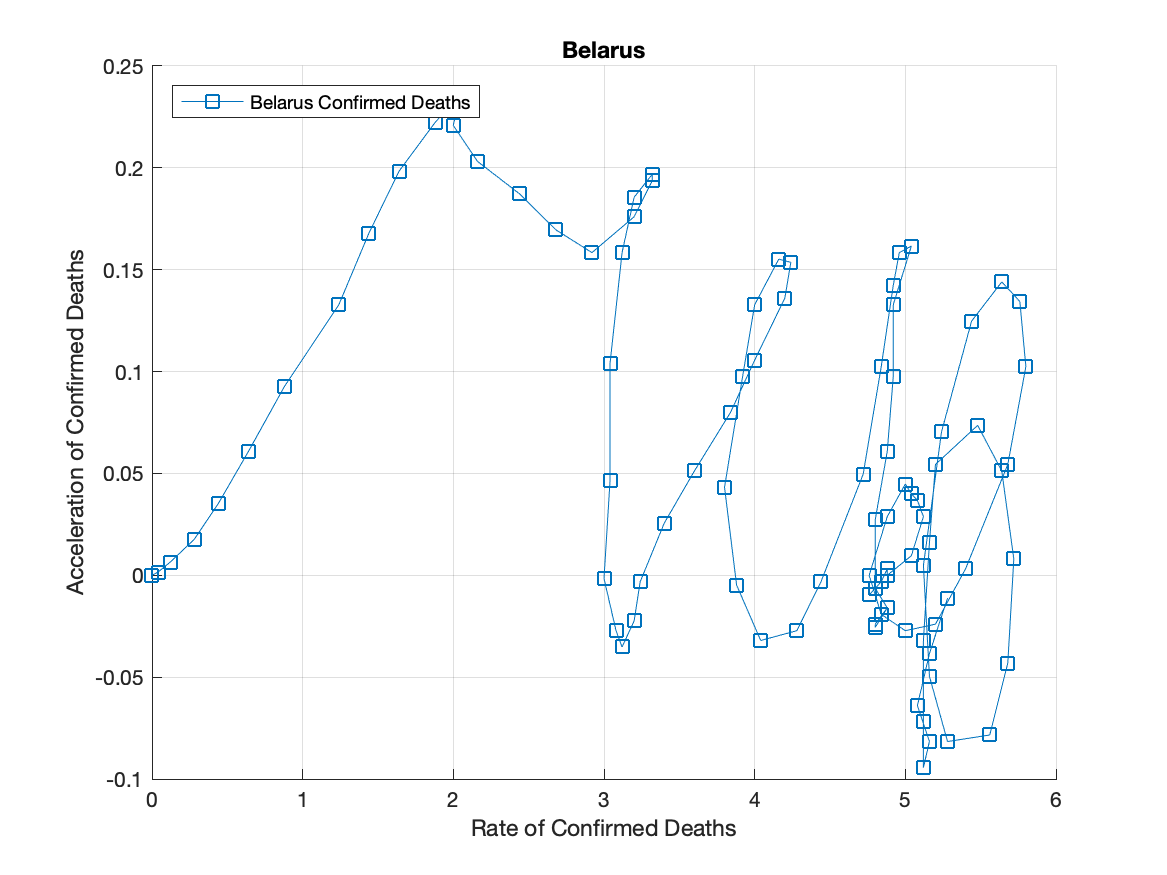 Belarus
0.25
Belarus Confirmed Deaths
0.2
0.15
0.1
0.05
0
-0.05
-0.1
Acceleration of Confirmed Deaths
0 1 2 3 4 5 6
Rate of Confirmed Deaths